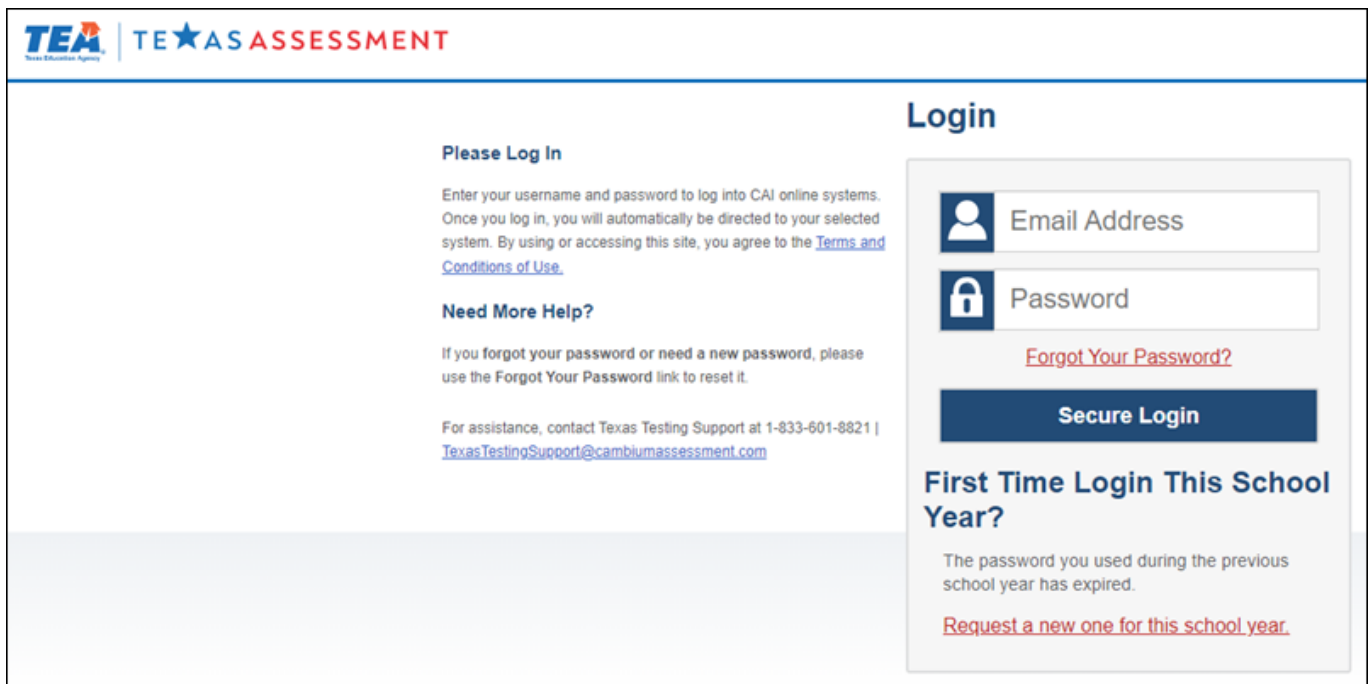 TEA
Texas Education Agency
TE★AS ASSESSMENT
Please Log In
Enter your username and password to log into CAI online systems.
Once you log in, you will automatically be directed to your selected
system. By using or accessing this site, you agree to the Terms and
Conditions of Use.
Need More Help?
If you forgot your password or need a new password, please
use the Forgot Your Password link to reset it.
For assistance, contact Texas Testing Support at 1-833-601-8821 |
TexasTestingSupport@cambiumassessment.com
Login
Email Address
Password
Forgot Your Password?
Secure Login
First Time Login This School
Year?
The password you used during the previous
school year has expired.
Request a new one for this school year.